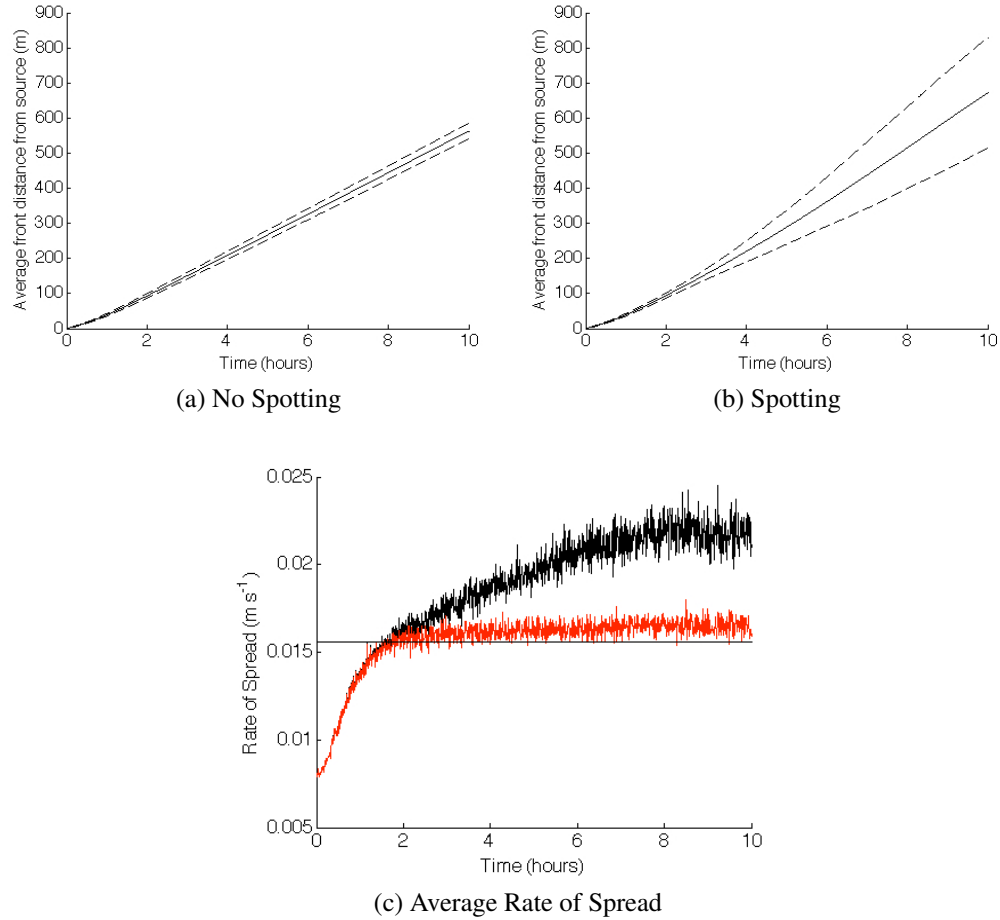 900
800
700
600
500
400
300
200
100
0
Average front distance from source (m)
0 2 4 6 8 10
Time (hours)
(a) No Spotting
900
800
700
600
500
400
300
200
100
0
Average front distance from source (m)
0 2 4 6 8 10
Time (hours)
(b) Spotting
0.025
0.02
0.015
0.01
0.005
Rate of Spread (m s⁻¹)
0 2 4 6 8 10
Time (hours)
(c) Average Rate of Spread